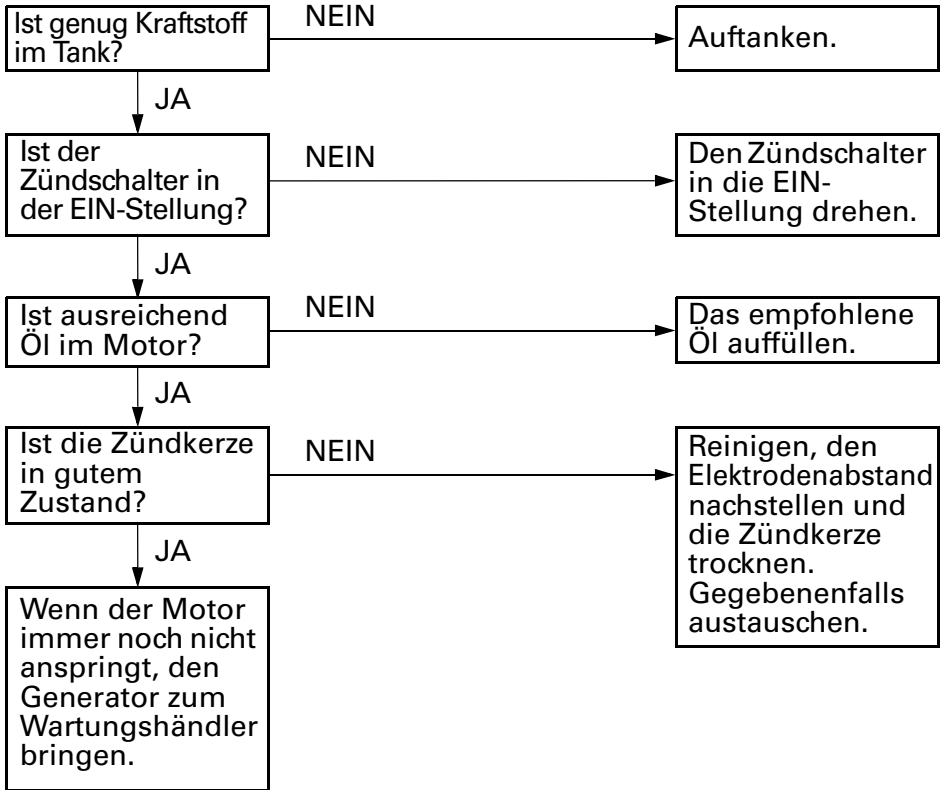 Ist genug Kraftstoff
im Tank?
NEIN
Auftanken.
JA
Ist der
Zündschalter in
der EIN-Stellung?
NEIN
Den Zündschalter
in die EIN-
Stellung drehen.
JA
Ist ausreichend
Öl im Motor?
NEIN
Das empfohlene
Öl auffüllen.
JA
Ist die Zündkerze
in gutem
Zustand?
NEIN
Reinigen, den
Elektrodenabstand
nachstellen und
die Zündkerze
trocknen.
Gegebenenfalls
austauschen.
JA
Wenn der Motor
immer noch nicht
anspringt, den
Generator zum
Wartungshändler
bringen.